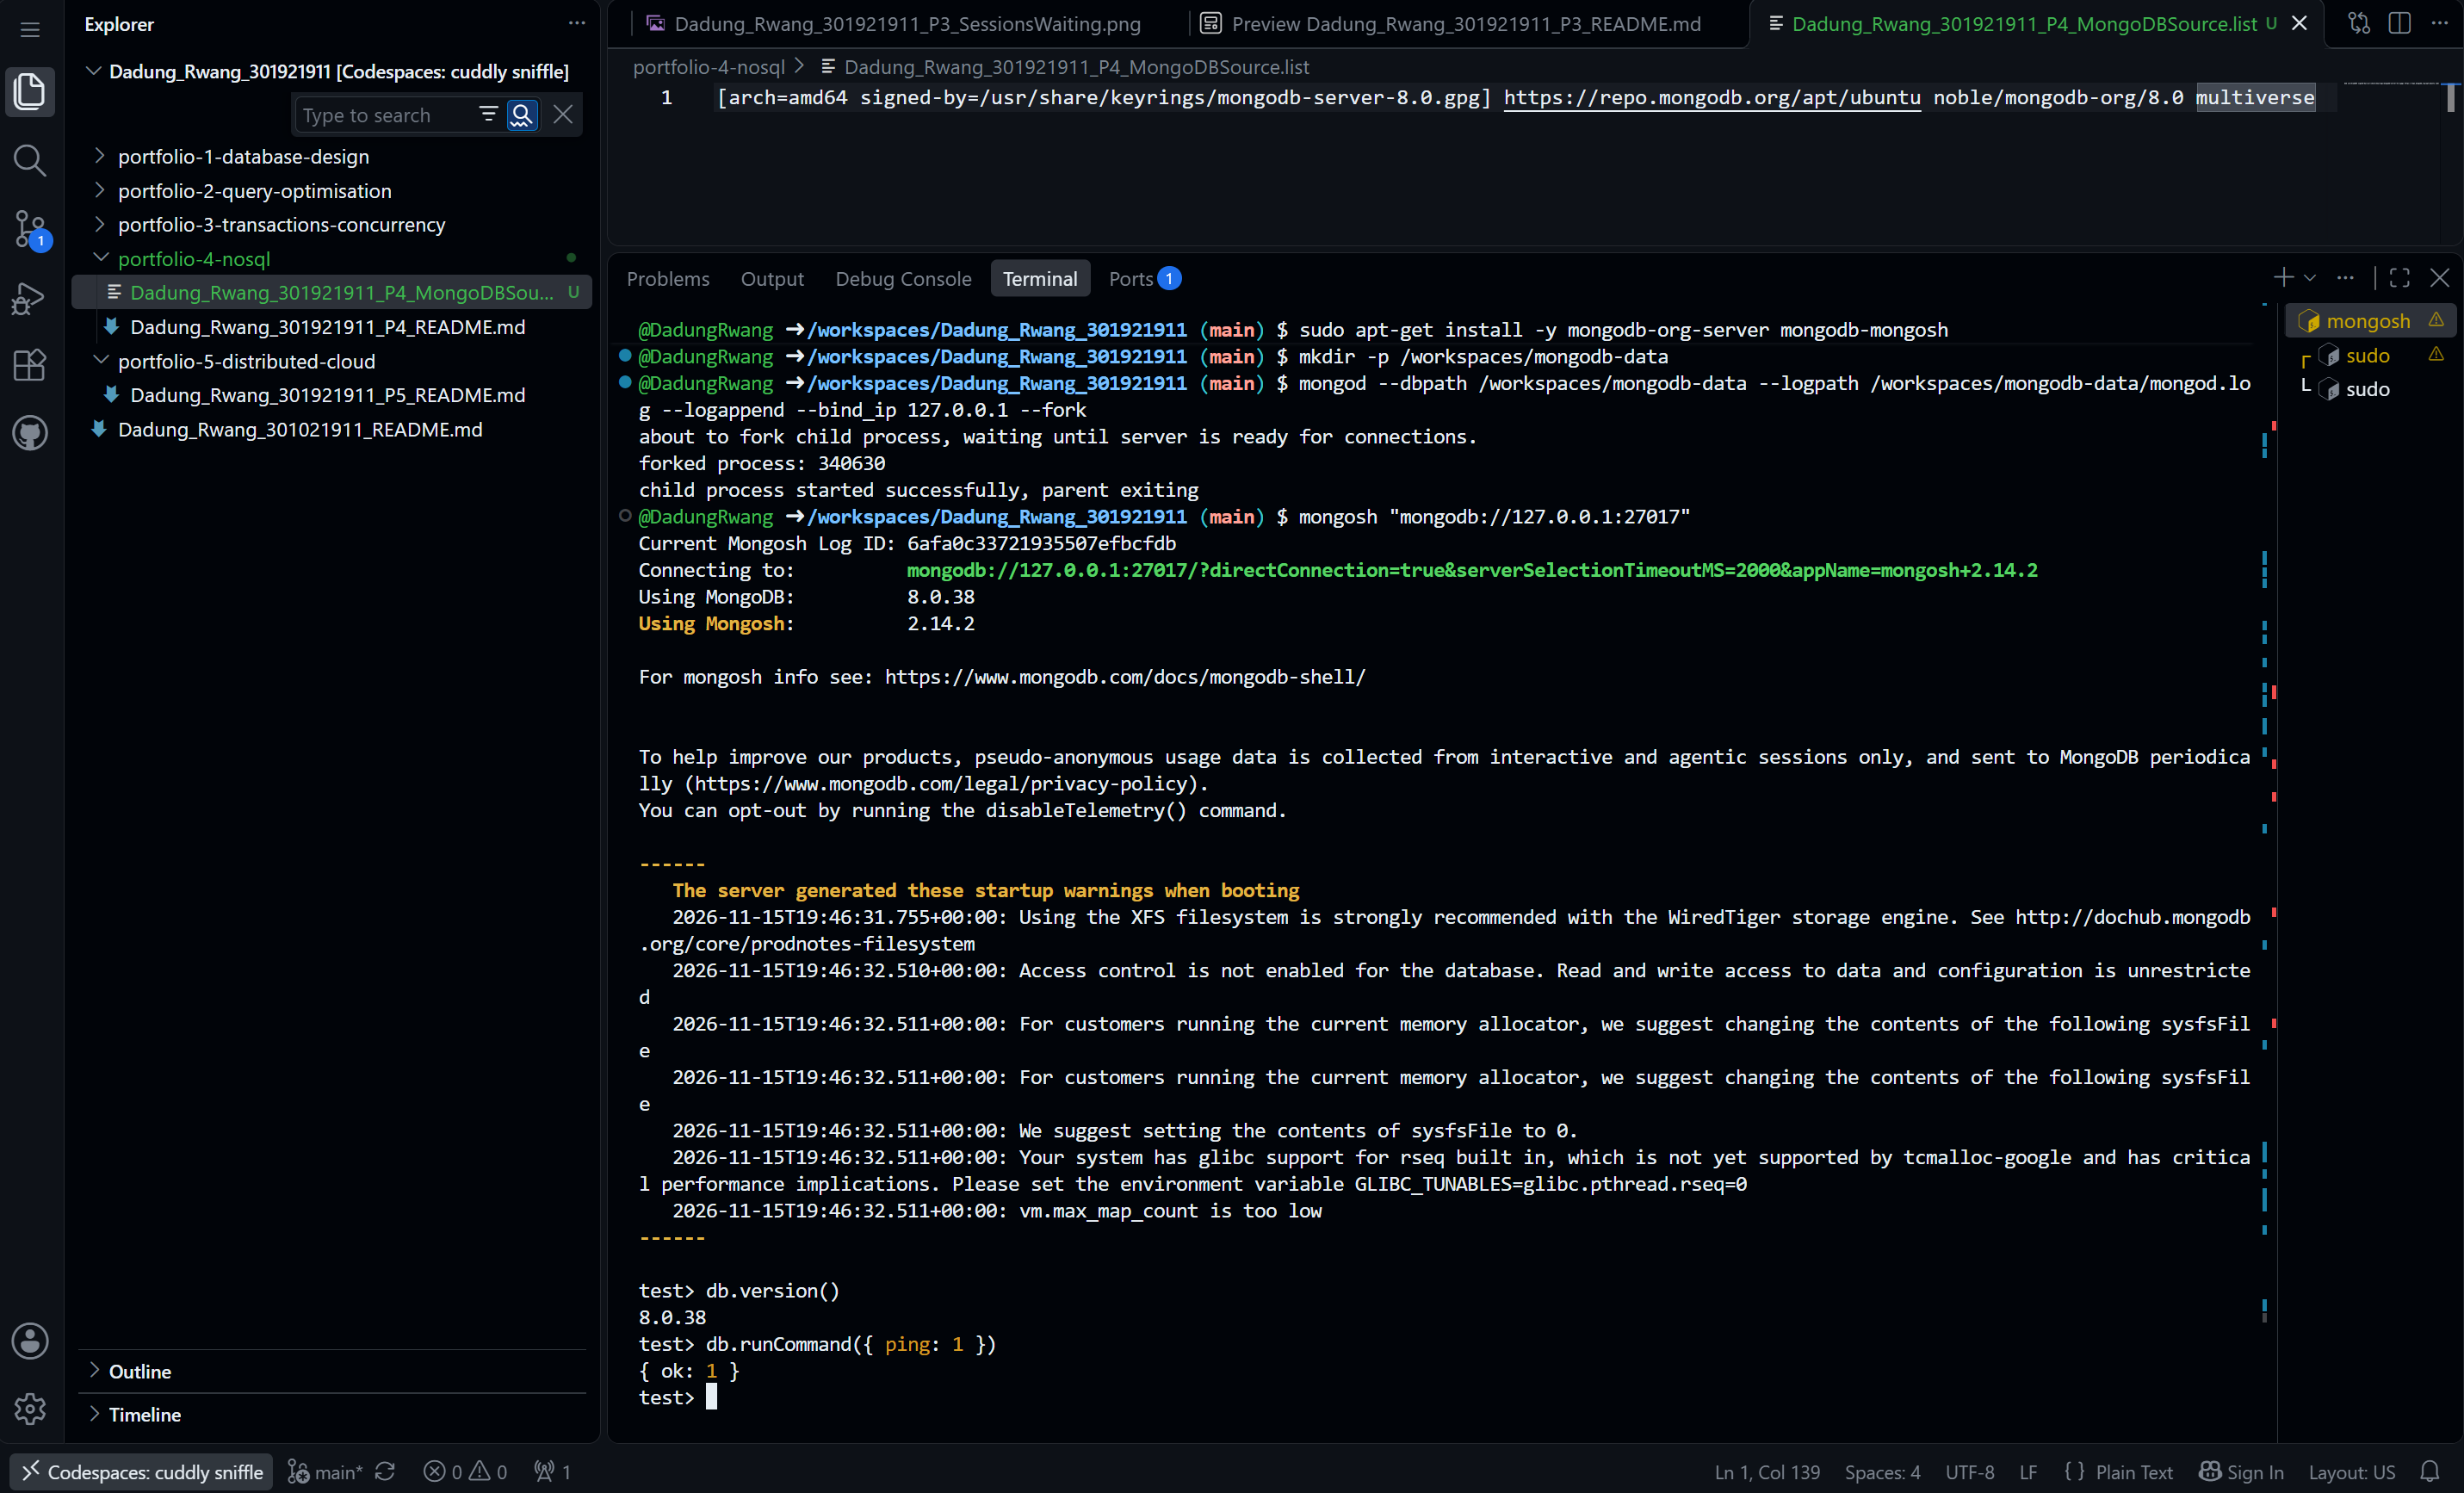 Explorer
Dadung_Rwang_301921911 [Codespaces: cuddly sniffle]
Type to search
portfolio-1-database-design
portfolio-2-query-optimisation
portfolio-3-transactions-concurrency
portfolio-4-nosql
Dadung_Rwang_301921911_P4_MongoDBSou... U
Dadung_Rwang_301921911_P4_README.md
portfolio-5-distributed-cloud
Dadung_Rwang_301921911_P5_README.md
Dadung_Rwang_301021911_README.md
Outline
Timeline
1
Dadung_Rwang_301921911_P3_SessionsWaiting.png
Preview Dadung_Rwang_301921911_P3_README.md
Dadung_Rwang_301921911_P4_MongoDBSource.list U
portfolio-4-nosql > Dadung_Rwang_301921911_P4_MongoDBSource.list
1 [arch=amd64 signed-by=/usr/share/keyrings/mongodb-server-8.0.gpg] https://repo.mongodb.org/apt/ubuntu noble/mongodb-org/8.0 multiverse
Problems Output Debug Console Terminal Ports 1
@DadungRwang ➜/workspaces/Dadung_Rwang_301921911 (main) $ sudo apt-get install -y mongodb-org-server mongodb-mongosh
@DadungRwang ➜/workspaces/Dadung_Rwang_301921911 (main) $ mkdir -p /workspaces/mongodb-data
@DadungRwang ➜/workspaces/Dadung_Rwang_301921911 (main) $ mongod --dbpath /workspaces/mongodb-data --logpath /workspaces/mongodb-data/mongod.lo
g --logappend --bind_ip 127.0.0.1 --fork
about to fork child process, waiting until server is ready for connections.
forked process: 340630
child process started successfully, parent exiting
@DadungRwang ➜/workspaces/Dadung_Rwang_301921911 (main) $ mongosh "mongodb://127.0.0.1:27017"
Current Mongosh Log ID: 6afa0c33721935507efbcfdb
Connecting to: mongodb://127.0.0.1:27017/?directConnection=true&serverSelectionTimeoutMS=2000&appName=mongosh+2.14.2
Using MongoDB: 8.0.38
Using Mongosh: 2.14.2
For mongosh info see: https://www.mongodb.com/docs/mongodb-shell/
To help improve our products, pseudo-anonymous usage data is collected from interactive and agentic sessions only, and sent to MongoDB periodica
lly (https://www.mongodb.com/legal/privacy-policy).
You can opt-out by running the disableTelemetry() command.
------
The server generated these startup warnings when booting
2026-11-15T19:46:31.755+00:00: Using the XFS filesystem is strongly recommended with the WiredTiger storage engine. See http://dochub.mongodb
.org/core/prodnotes-filesystem
2026-11-15T19:46:32.510+00:00: Access control is not enabled for the database. Read and write access to data and configuration is unrestricte
d
2026-11-15T19:46:32.511+00:00: For customers running the current memory allocator, we suggest changing the contents of the following sysfsFil
e
2026-11-15T19:46:32.511+00:00: For customers running the current memory allocator, we suggest changing the contents of the following sysfsFil
e
2026-11-15T19:46:32.511+00:00: We suggest setting the contents of sysfsFile to 0.
2026-11-15T19:46:32.511+00:00: Your system has glibc support for rseq built in, which is not yet supported by tcmalloc-google and has critica
l performance implications. Please set the environment variable GLIBC_TUNABLES=glibc.pthread.rseq=0
2026-11-15T19:46:32.511+00:00: vm.max_map_count is too low
------
test> db.version()
8.0.38
test> db.runCommand({ ping: 1 })
{ ok: 1 }
test>
mongosh
sudo
sudo
Codespaces: cuddly sniffle main* 0 0 1 Ln 1, Col 139 Spaces: 4 UTF-8 LF {} Plain Text Sign In Layout: US